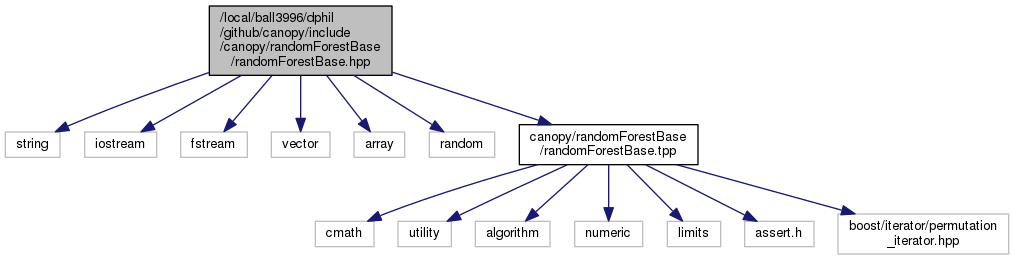 /local/ball3996/dphil
/github/canopy/include
/canopy/randomForestBase
/randomForestBase.hpp
string
iostream
fstream
vector
array
random
canopy/randomForestBase
/randomForestBase.tpp
cmath
utility
algorithm
numeric
limits
assert.h
boost/iterator/permutation
_iterator.hpp